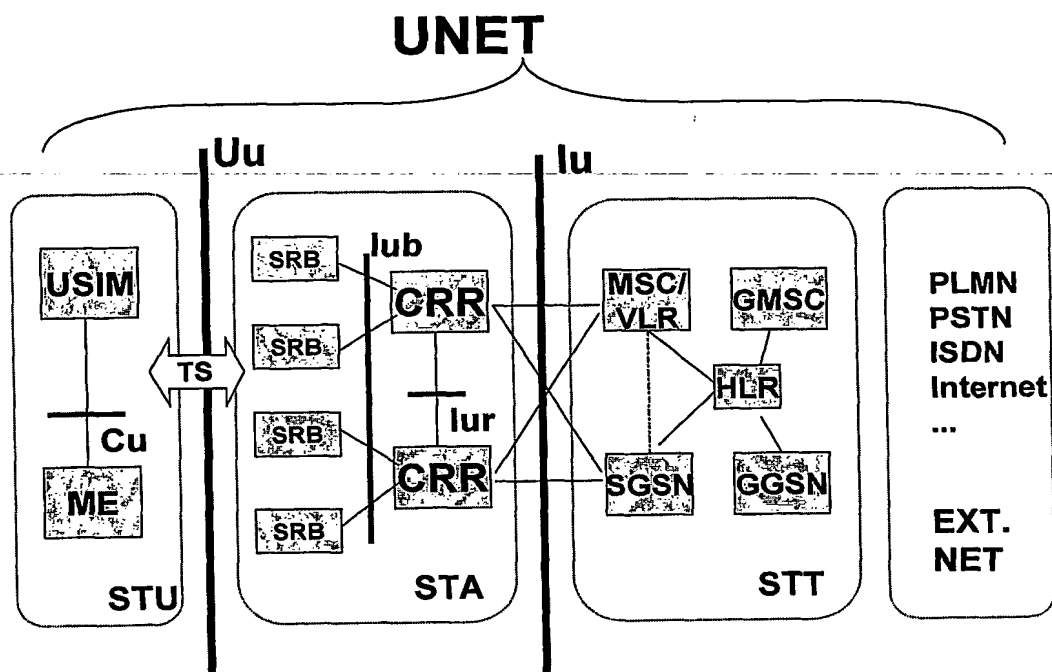 UNET
Uu
Iu
USIM
TS
Cu
ME
STU
SRB
Iub
CRR
SRB
SRB
Iur
CRR
SRB
STA
MSC/
VLR
GMSC
HLR
SGSN
GGSN
STT
PLMN
PSTN
ISDN
Internet
...
EXT.
NET